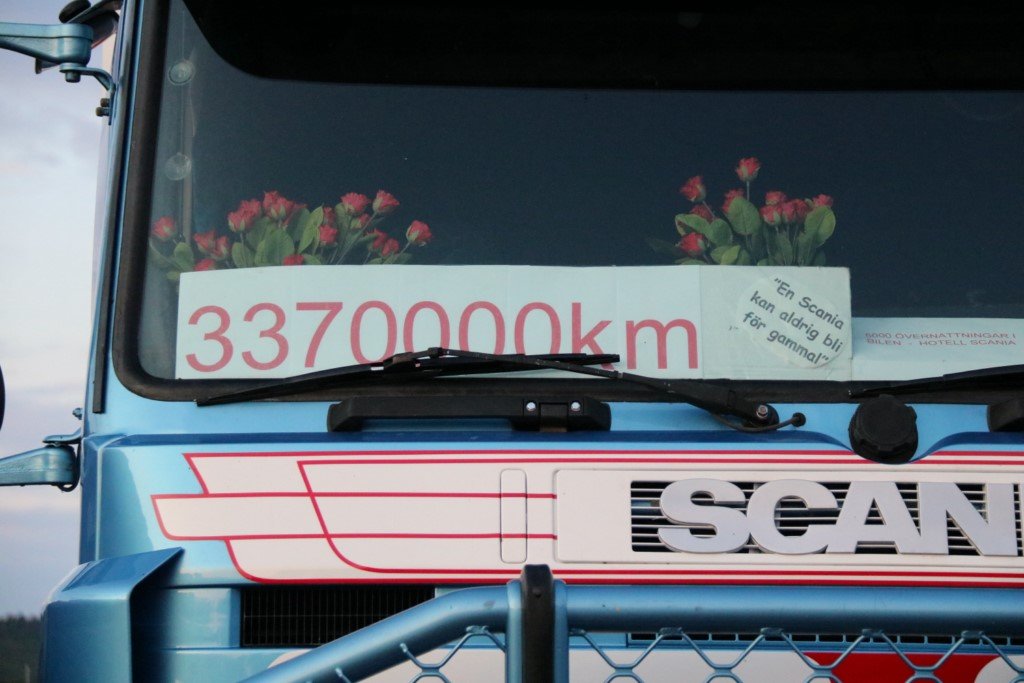 3370000km
"En Scania
kan aldrig bli
för gammal"
5000 ÖVERNATTNINGAR I
BILEN - HOTELL SCANIA
SCAN